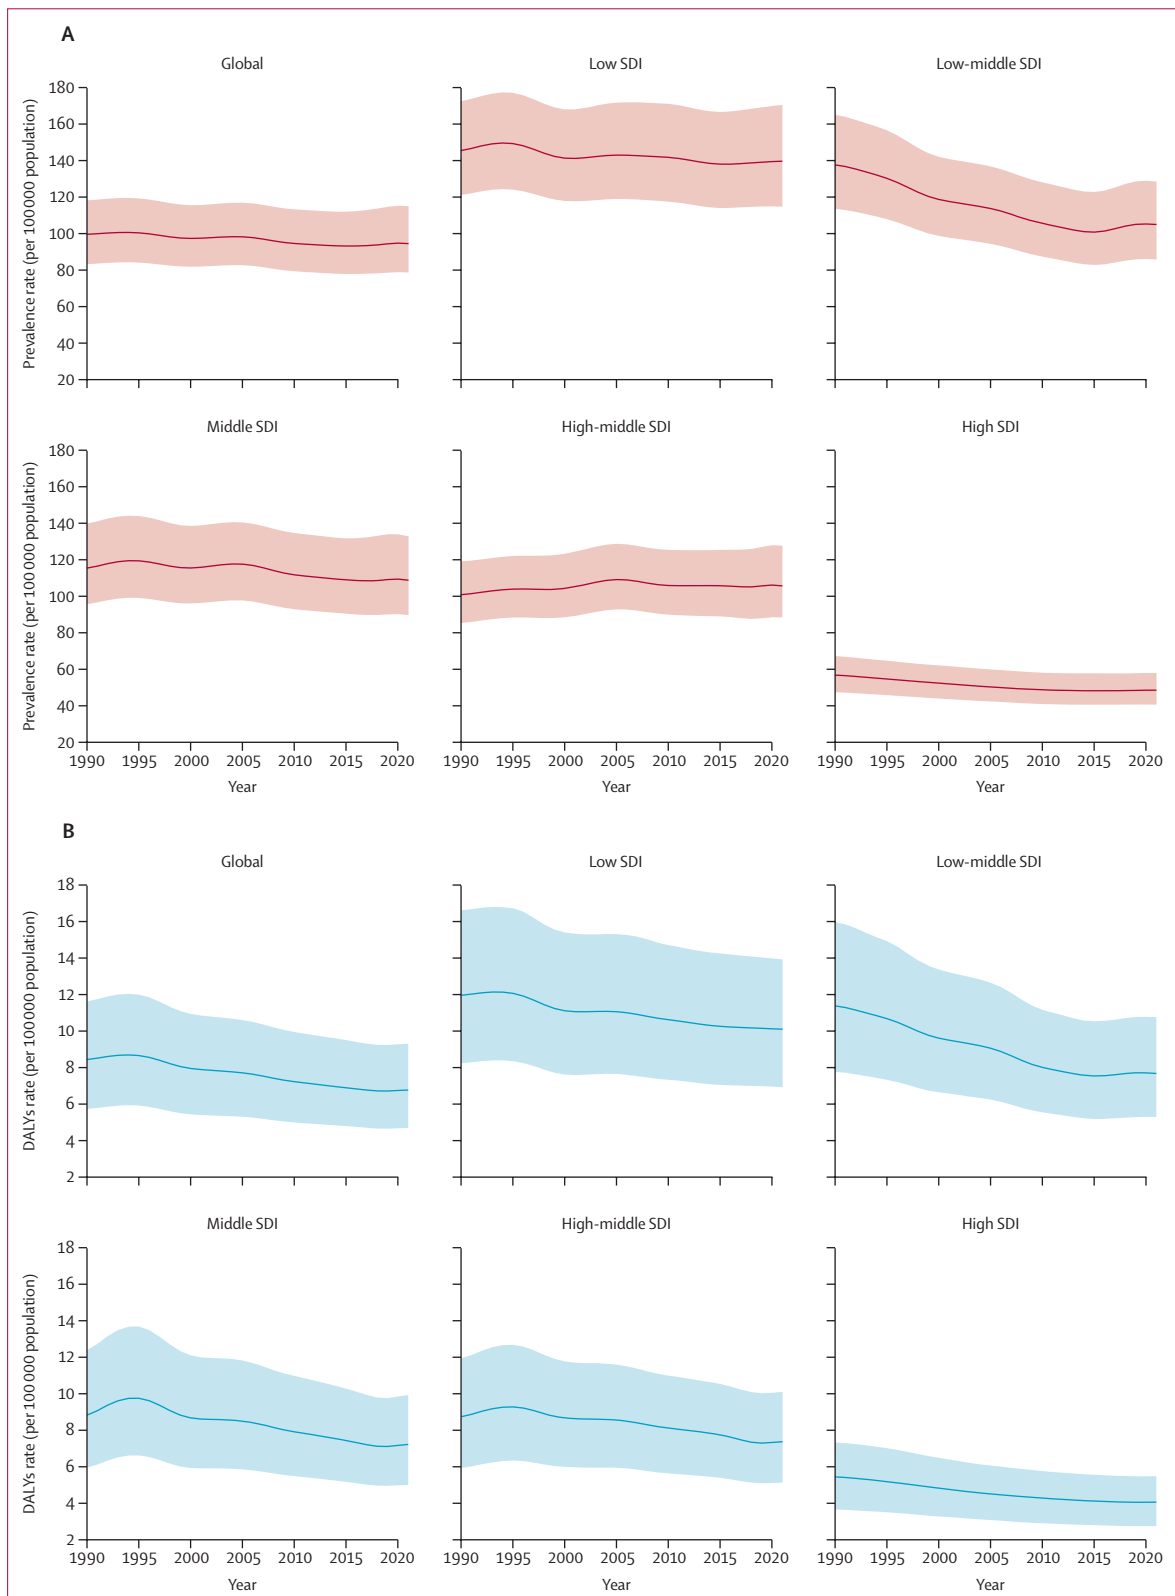 A
Global
Low SDI
Low-middle SDI
Prevalence rate (per 100 000 population)
180
160
140
120
100
80
60
40
20
Middle SDI
High-middle SDI
High SDI
Prevalence rate (per 100 000 population)
180
160
140
120
100
80
60
40
20
1990 1995 2000 2005 2010 2015 2020
1990 1995 2000 2005 2010 2015 2020
1990 1995 2000 2005 2010 2015 2020
Year
Year
Year
B
Global
Low SDI
Low-middle SDI
DALYs rate (per 100 000 population)
18
16
14
12
10
8
6
4
2
Middle SDI
High-middle SDI
High SDI
DALYs rate (per 100 000 population)
18
16
14
12
10
8
6
4
2
1990 1995 2000 2005 2010 2015 2020
1990 1995 2000 2005 2010 2015 2020
1990 1995 2000 2005 2010 2015 2020
Year
Year
Year